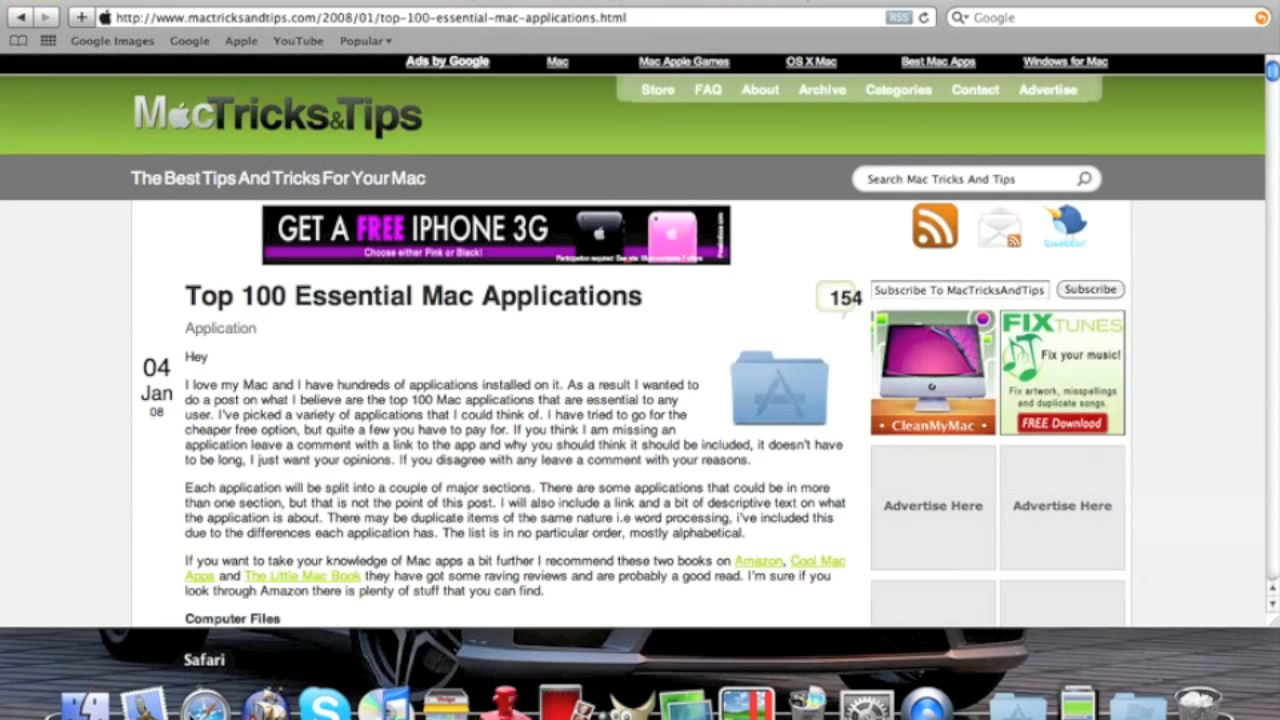 http://www.mactricksandtips.com/2008/01/top-100-essential-mac-applications.html
RSS
Google
Google Images
Google
Apple
YouTube
Popular
Ads by Google
Mac
Mac Apple Games
OS X Mac
Best Mac Apps
Windows for Mac
Store
FAQ
About
Archive
Categories
Contact
Advertise
MacTricks&Tips
The Best Tips And Tricks For Your Mac
Search Mac Tricks And Tips
GET A FREE IPHONE 3G
Choose either Pink or Black!
twitter
Top 100 Essential Mac Applications
154
Subscribe To MacTricksAndTips
Subscribe
Application
04
Jan
08
Hey
I love my Mac and I have hundreds of applications installed on it. As a result I wanted to
do a post on what I believe are the top 100 Mac applications that are essential to any
user. I've picked a variety of applications that I could think of. I have tried to go for the
cheaper free option, but quite a few you have to pay for. If you think I am missing an
application leave a comment with a link to the app and why you should think it should be included, it doesn't have
to be long, I just want your opinions. If you disagree with any leave a comment with your reasons.
Each application will be split into a couple of major sections. There are some applications that could be in more
than one section, but that is not the point of this post. I will also include a link and a bit of descriptive text on what
the application is about. There may be duplicate items of the same nature i.e word processing, i've included this
due to the differences each application has. The list is in no particular order, mostly alphabetical.
If you want to take your knowledge of Mac apps a bit further I recommend these two books on Amazon, Cool Mac
Apps and The Little Mac Book they have got some raving reviews and are probably a good read. I'm sure if you
look through Amazon there is plenty of stuff that you can find.
Computer Files
CleanMyMac
FIXTUNES
Fix your music!
Fix artwork, misspellings
and duplicate songs.
FREE Download
Advertise Here
Advertise Here
Safari